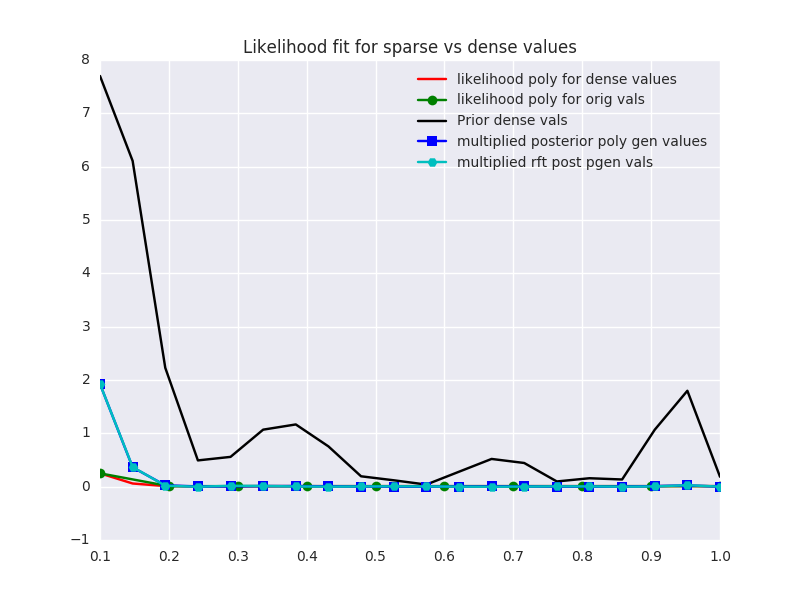 Likelihood fit for sparse vs dense values
likelihood poly for dense values
likelihood poly for orig vals
Prior dense vals
multiplied posterior poly gen values
multiplied rft post pgen vals
8
7
6
5
4
3
2
1
0
−1
0.1 0.2 0.3 0.4 0.5 0.6 0.7 0.8 0.9 1.0